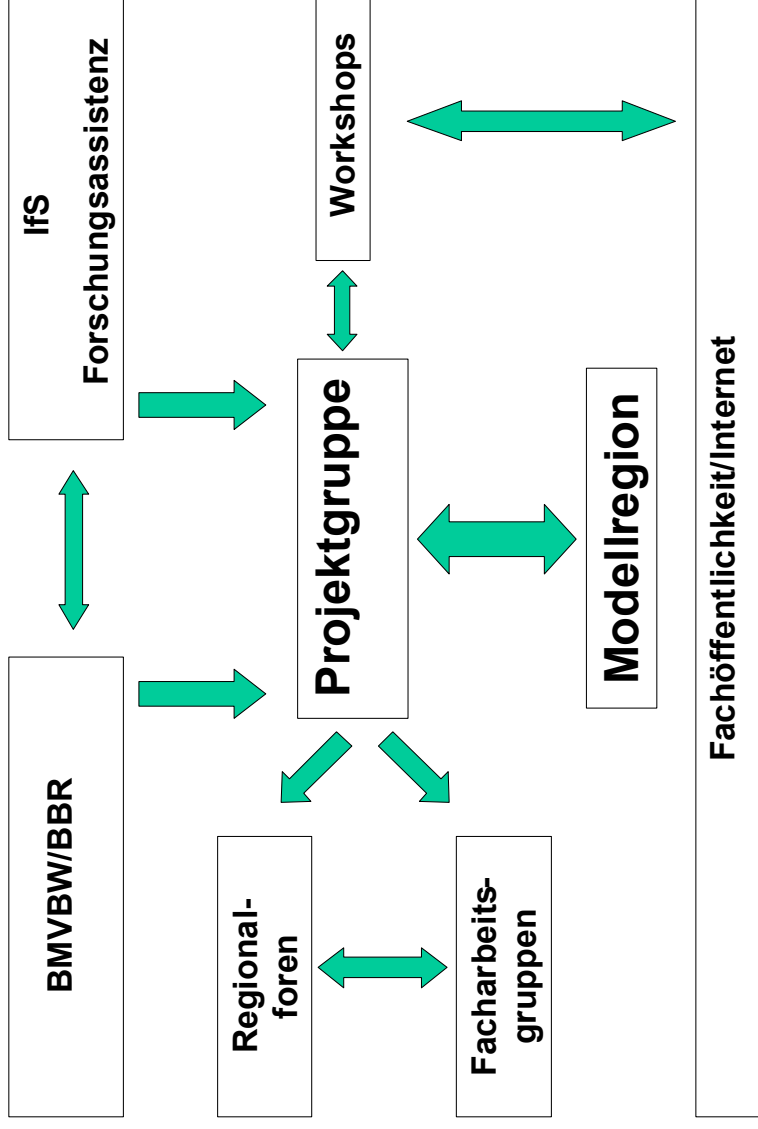 BMVBW/BBR
IfS
Forschungsassistenz
Regional-
foren
Projektgruppe
Workshops
Facharbeits-
gruppen
Modellregion
Fachöffentlichkeit/Internet